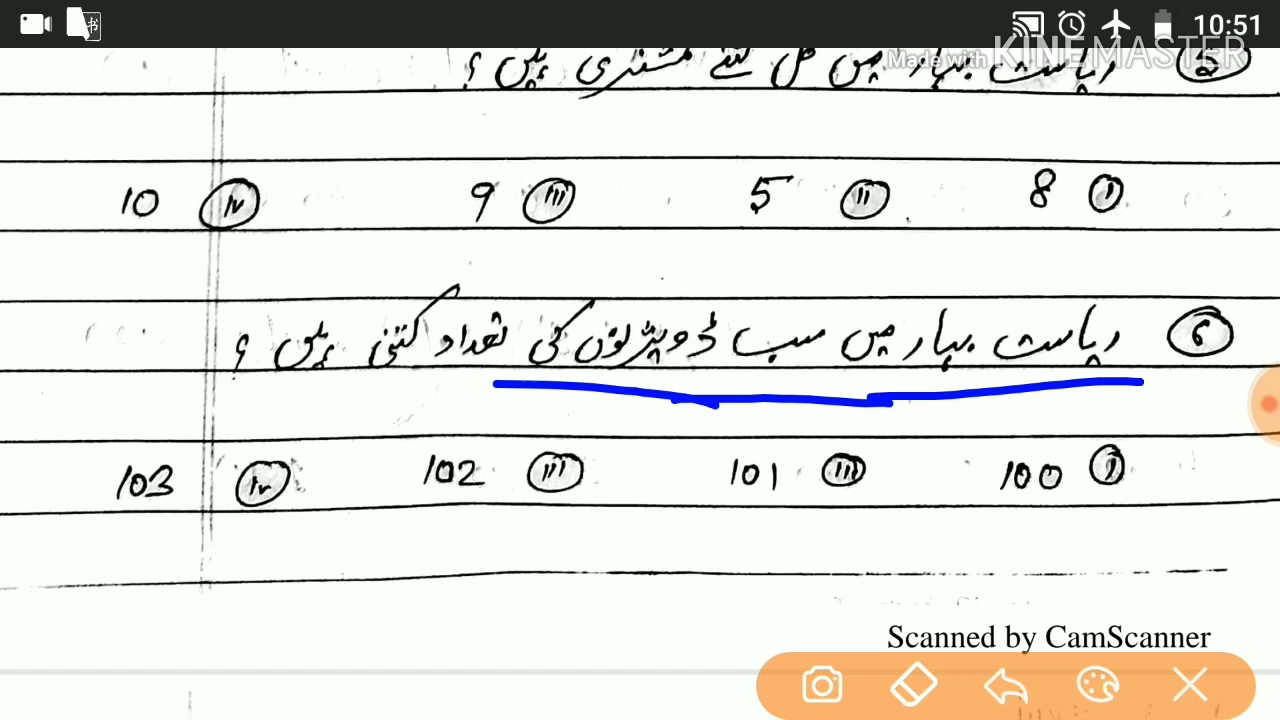 10:51
Made with KINEMASTER
⑤ ریاست بہار میں کل کتنے کمشنری ہیں ؟
(i) 8 (ii) 5 (iii) 9 (iv) 10
⑥ ریاست بہار میں سب ڈویژنوں کی تعداد کتنی ہیں ؟
(i) 100 (iii) 101 (iii) 102 (iv) 103
Scanned by CamScanner